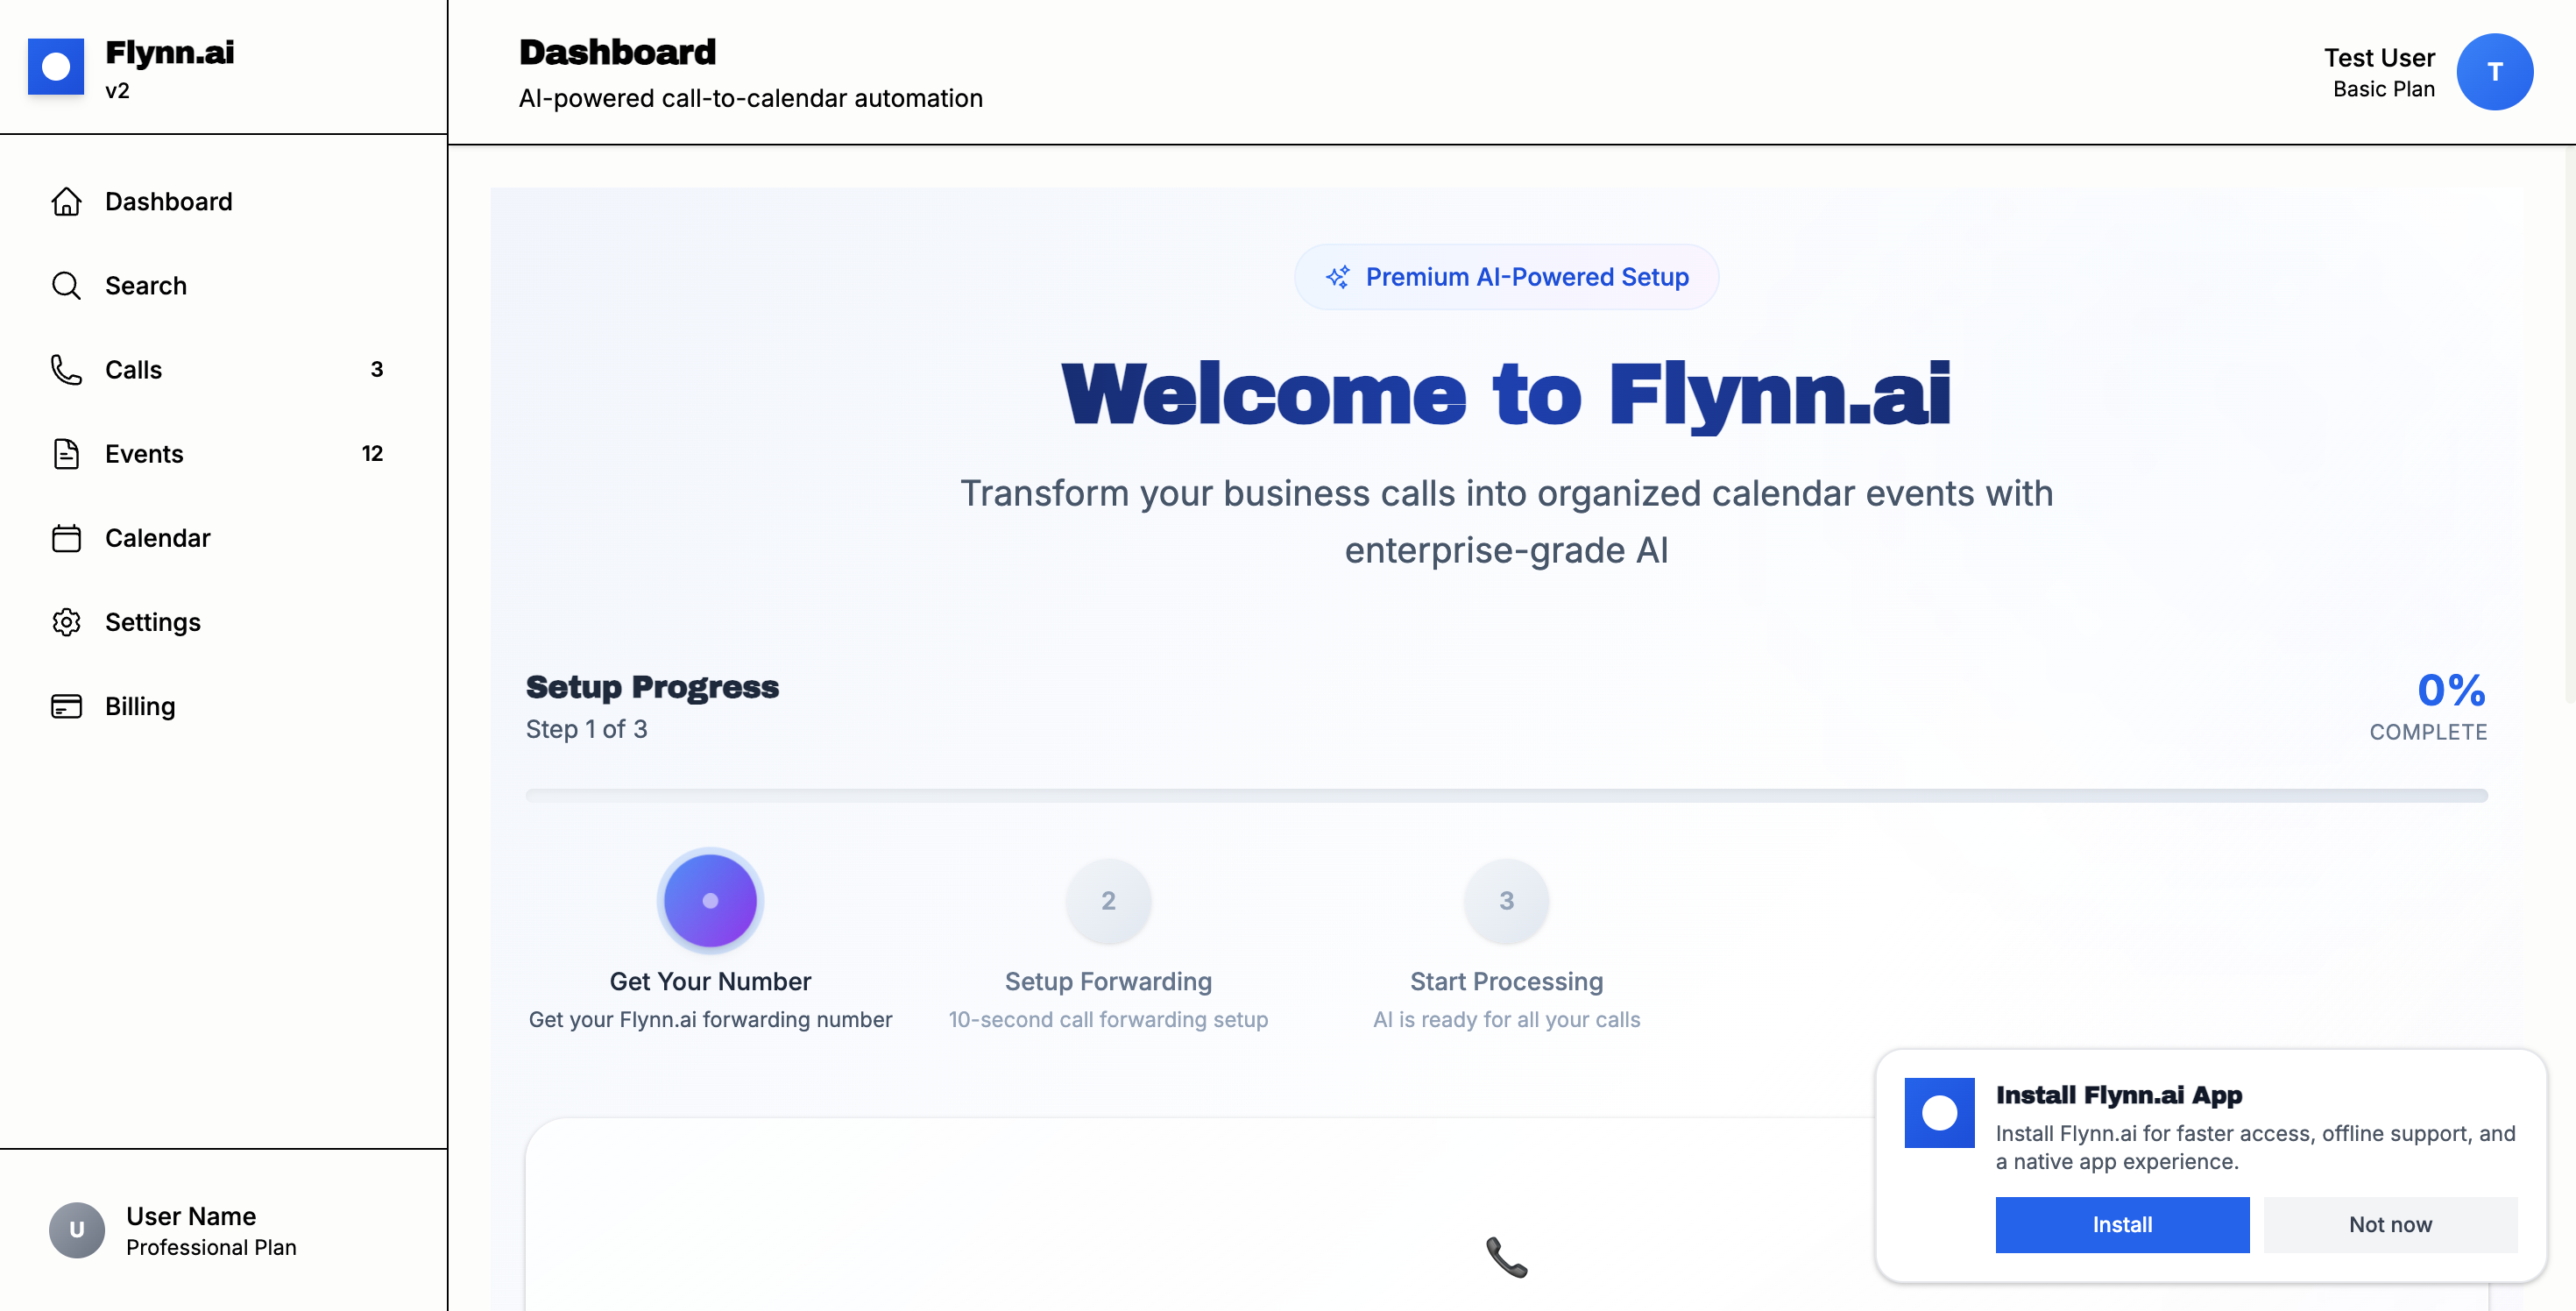 Flynn.ai
v2
Dashboard
Search
Calls 3
Events 12
Calendar
Settings
Billing
U
User Name
Professional Plan
Dashboard
AI-powered call-to-calendar automation
Test User
Basic Plan
T
Premium AI-Powered Setup
Welcome to Flynn.ai
Transform your business calls into organized calendar events with
enterprise-grade AI
Setup Progress
Step 1 of 3
0%
COMPLETE
Get Your Number
Get your Flynn.ai forwarding number
2
Setup Forwarding
10-second call forwarding setup
3
Start Processing
AI is ready for all your calls
Install Flynn.ai App
Install Flynn.ai for faster access, offline support, and
a native app experience.
Install
Not now